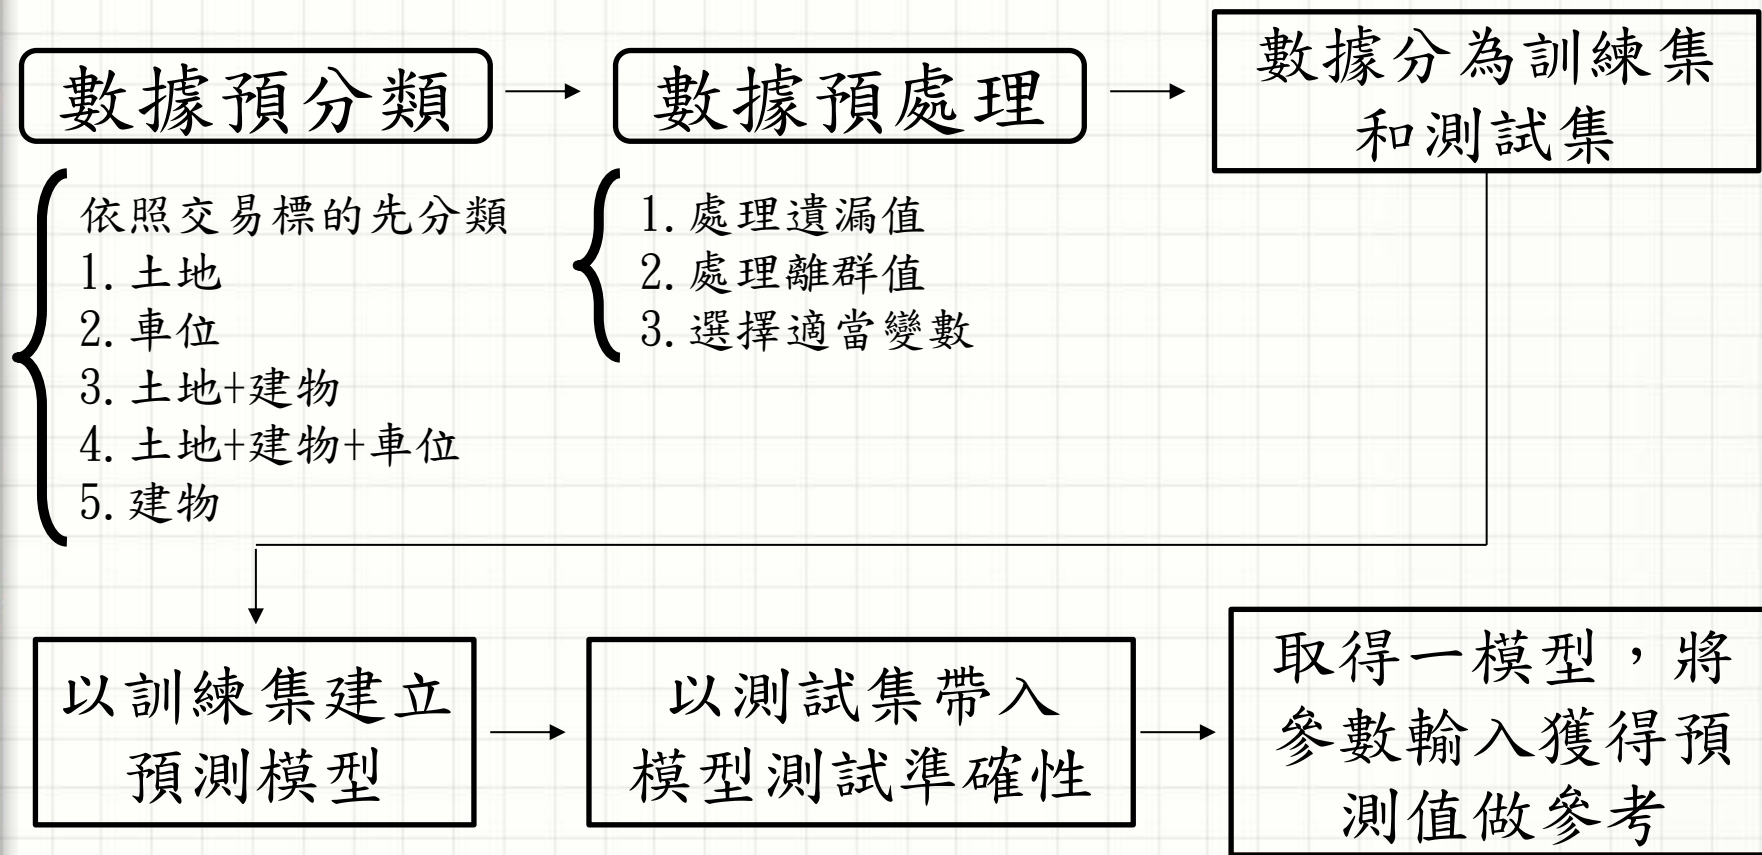 數據預分類
數據預處理
數據分為訓練集
和測試集
依照交易標的先分類
1.土地
2.車位
3.土地+建物
4.土地+建物+車位
5.建物
1.處理遺漏值
2.處理離群值
3.選擇適當變數
以訓練集建立
預測模型
以測試集帶入
模型測試準確性
取得一模型，將
參數輸入獲得預
測值做參考